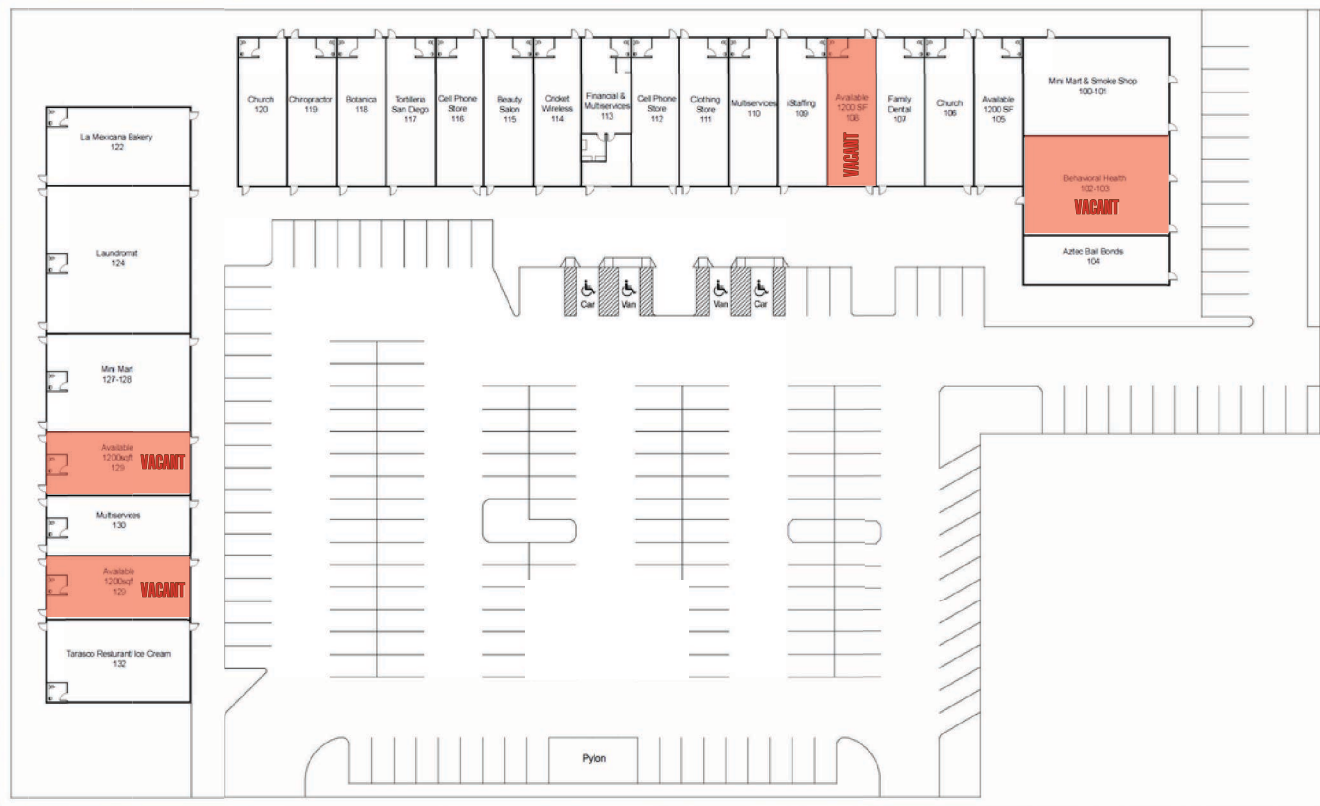 Church
120
Chiropractor
119
Botanica
118
Tortilleria
San Diego
117
Cell Phone
Store
116
Beauty
Salon
115
Cricket
Wireless
114
Financial &
Multiservices
113
Cell Phone
Store
112
Clothing
Store
111
Multiservices
110
iStaffing
109
Available
1200 SF
108
VACANT
Family
Dental
107
Church
106
Available
1200 SF
105
Mini Mart & Smoke Shop
100-101
Behavioral Health
102-103
VACANT
Aztec Bail Bonds
104
La Mexicana Bakery
122
Laundromat
124
Mini Mart
127-128
Available
1200sqft
129
VACANT
Multiservices
130
Available
1200sqf
129
VACANT
Tarasco Resturant/Ice Cream
132
Car
Van
Van
Car
Pylon